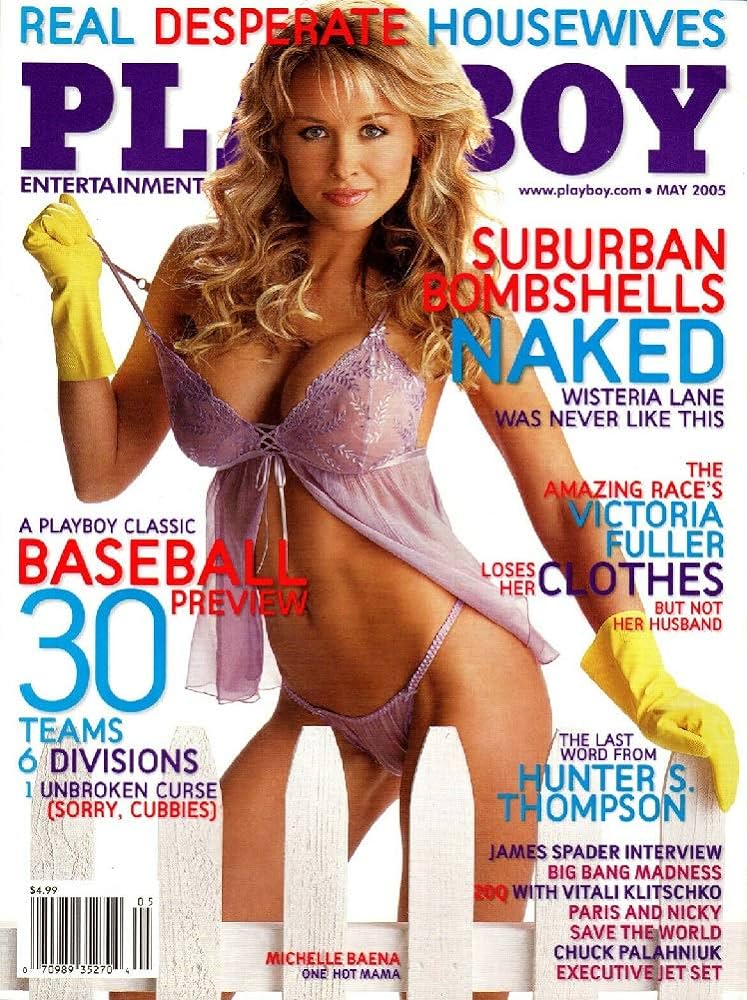 REAL DESPERATE HOUSEWIVES
PLAYBOY
ENTERTAINMENT
www.playboy.com • MAY 2005
SUBURBAN
BOMBSHELLS
NAKED
WISTERIA LANE
WAS NEVER LIKE THIS
THE
AMAZING RACE'S
VICTORIA
FULLER
LOSES
HER CLOTHES
BUT NOT
HER HUSBAND
A PLAYBOY CLASSIC
BASEBALL
PREVIEW
30
TEAMS
6 DIVISIONS
1 UNBROKEN CURSE
(SORRY, CUBBIES)
THE LAST
WORD FROM
HUNTER S.
THOMPSON
JAMES SPADER INTERVIEW
BIG BANG MADNESS
20Q WITH VITALI KLITSCHKO
PARIS AND NICKY
SAVE THE WORLD
CHUCK PALAHNIUK
EXECUTIVE JET SET
$4.99
05
0 70989 35270 4
MICHELLE BAENA
ONE HOT MAMA